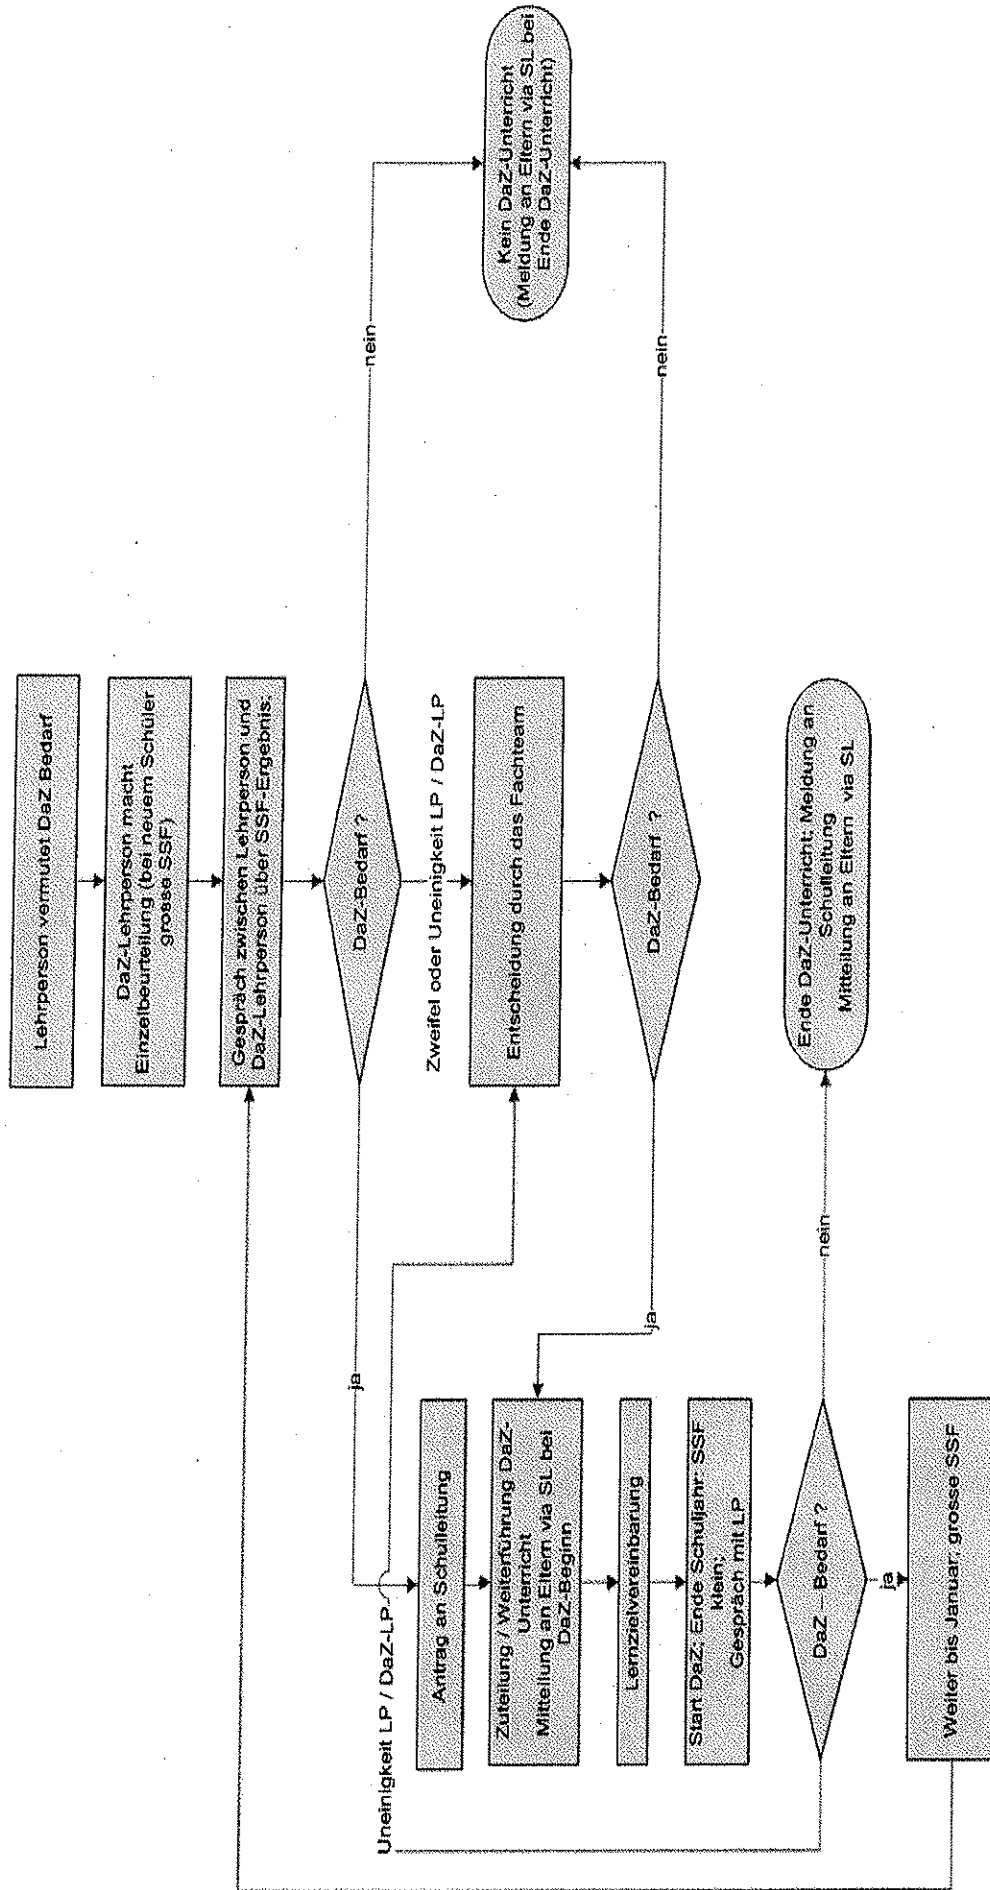 Lehrperson vermutet DaZ Bedarf
DaZ-Lehrperson macht
Einzelbeurteilung (bei neuem Schüler
grosse SSF)
Gespräch zwischen Lehrperson und
DaZ-Lehrperson über SSF-Ergebnis:
DaZ-Bedarf ?
ja
nein
Zweifel oder Uneinigkeit LP / DaZ-LP
Uneinigkeit LP / DaZ-LP
Kein DaZ-Unterricht
(Meldung an Eltern via SL bei
Ende DaZ-Unterricht)
Antrag an Schulleitung
Entscheidung durch das Fachteam
Zuteilung / Weiterführung DaZ-
Unterricht
Mitteilung an Eltern via SL bei
DaZ-Beginn
DaZ-Bedarf ?
ja
nein
Lernzielvereinbarung
Start DaZ; Ende Schuljahr: SSF
klein;
Gespräch mit LP
DaZ – Bedarf ?
nein
Ende DaZ-Unterricht; Meldung an
Schulleitung
Mitteilung an Eltern via SL
ja
Weiter bis Januar; grosse SSF